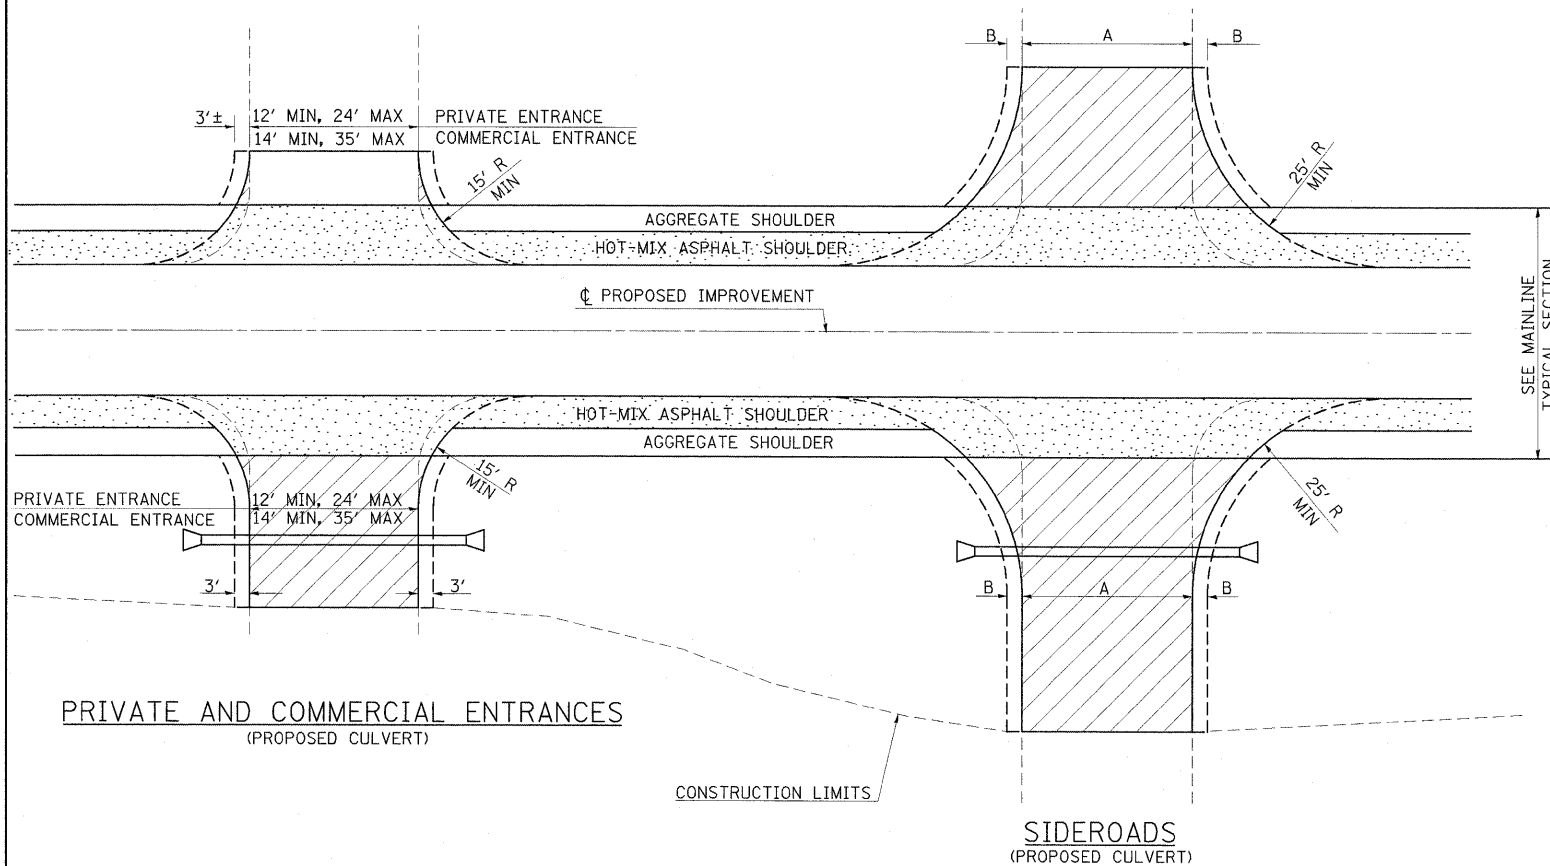 B A B
3'± 12' MIN, 24' MAX PRIVATE ENTRANCE
14' MIN, 35' MAX COMMERCIAL ENTRANCE
15' R
MIN
25' R
MIN
AGGREGATE SHOULDER
HOT-MIX ASPHALT SHOULDER
℄ PROPOSED IMPROVEMENT
SEE MAINLINE
TYPICAL SECTION
HOT-MIX ASPHALT SHOULDER
AGGREGATE SHOULDER
15' R
MIN
25' R
MIN
PRIVATE ENTRANCE 12' MIN, 24' MAX
COMMERCIAL ENTRANCE 14' MIN, 35' MAX
3' 3'
B A B
PRIVATE AND COMMERCIAL ENTRANCES
(PROPOSED CULVERT)
CONSTRUCTION LIMITS
SIDEROADS
(PROPOSED CULVERT)